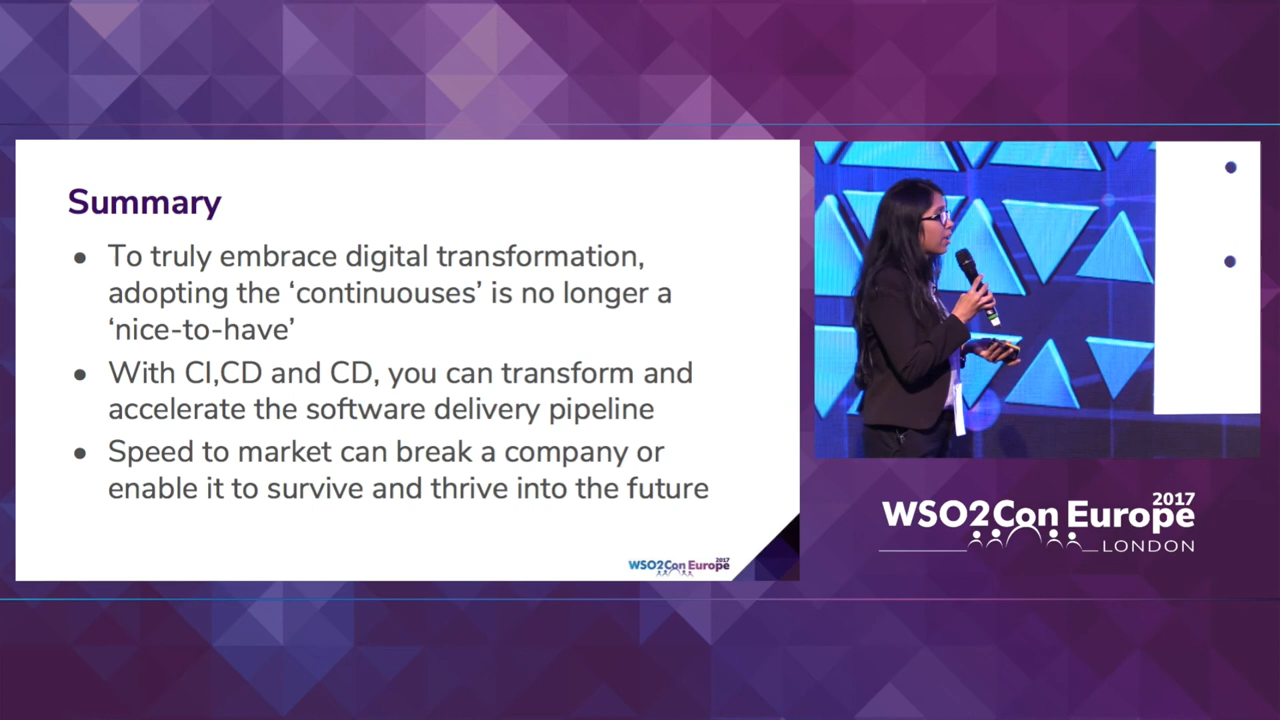 Summary
● To truly embrace digital transformation,
adopting the ‘continuouses’ is no longer a
‘nice-to-have’
● With CI,CD and CD, you can transform and
accelerate the software delivery pipeline
● Speed to market can break a company or
enable it to survive and thrive into the future
2017
WSO2Con Europe
2017
WSO2Con Europe
LONDON